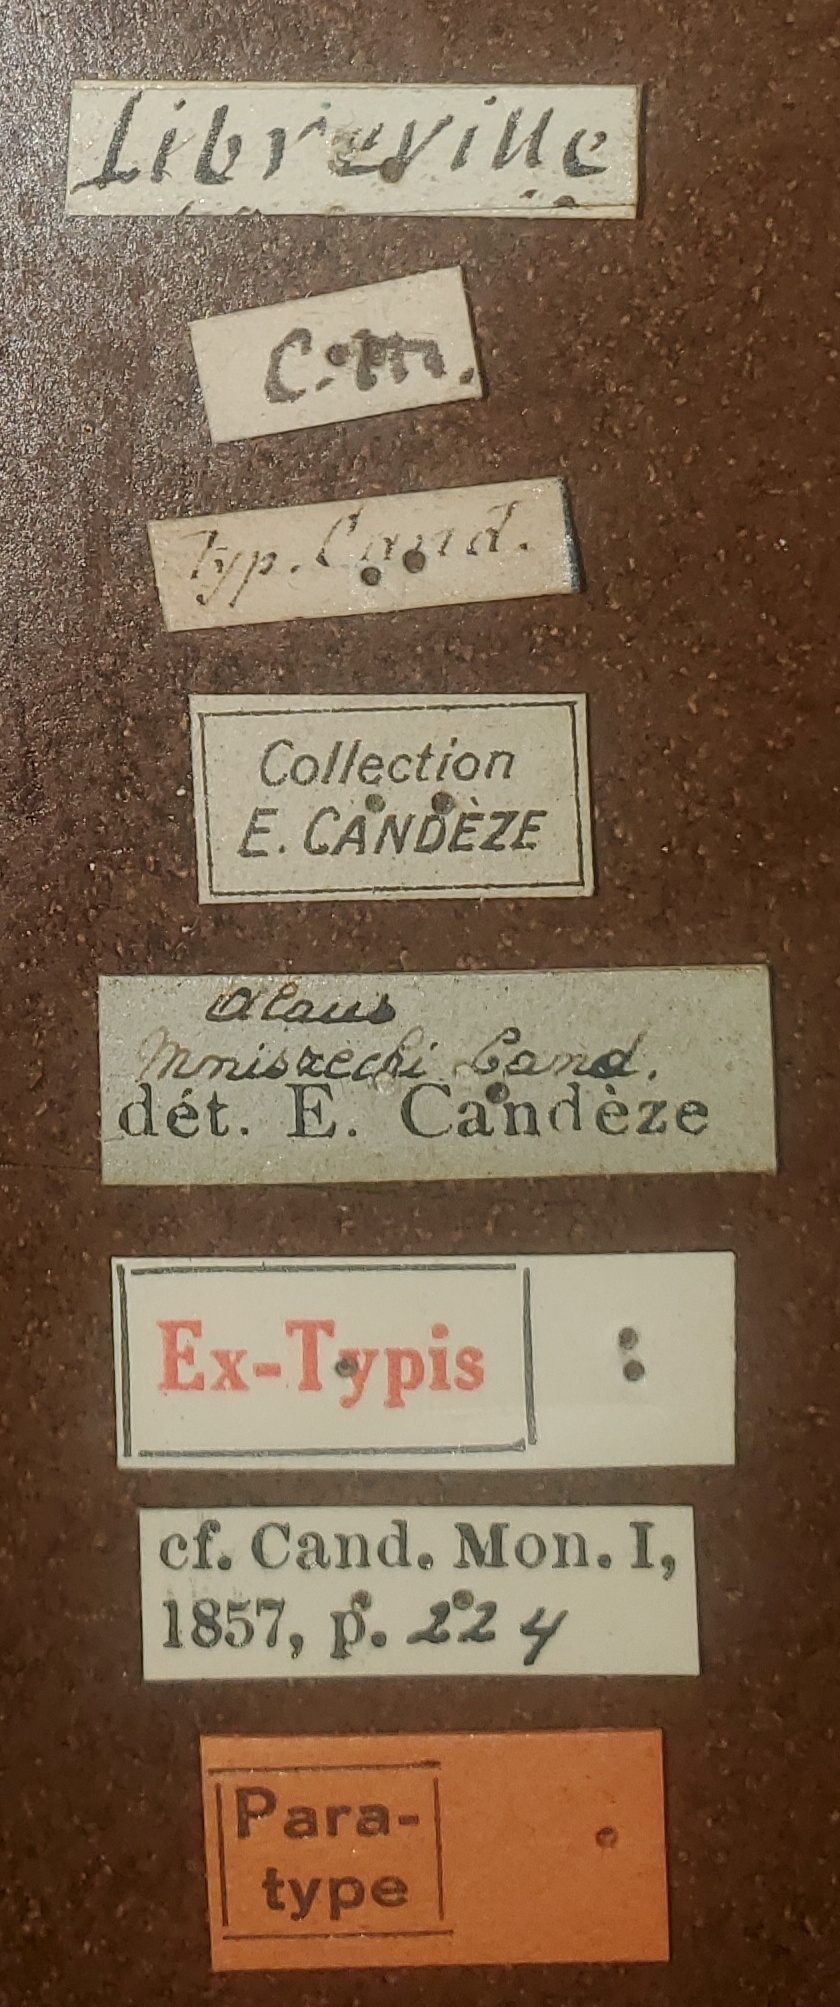 Libreville
C.M.
Typ. Cand.
Collection
E. CANDÈZE
Alaus
Mniszechi Cand.
dét. E. Candèze
Ex-Typis
cf. Cand. Mon. I,
1857, p. 224
Para-
type